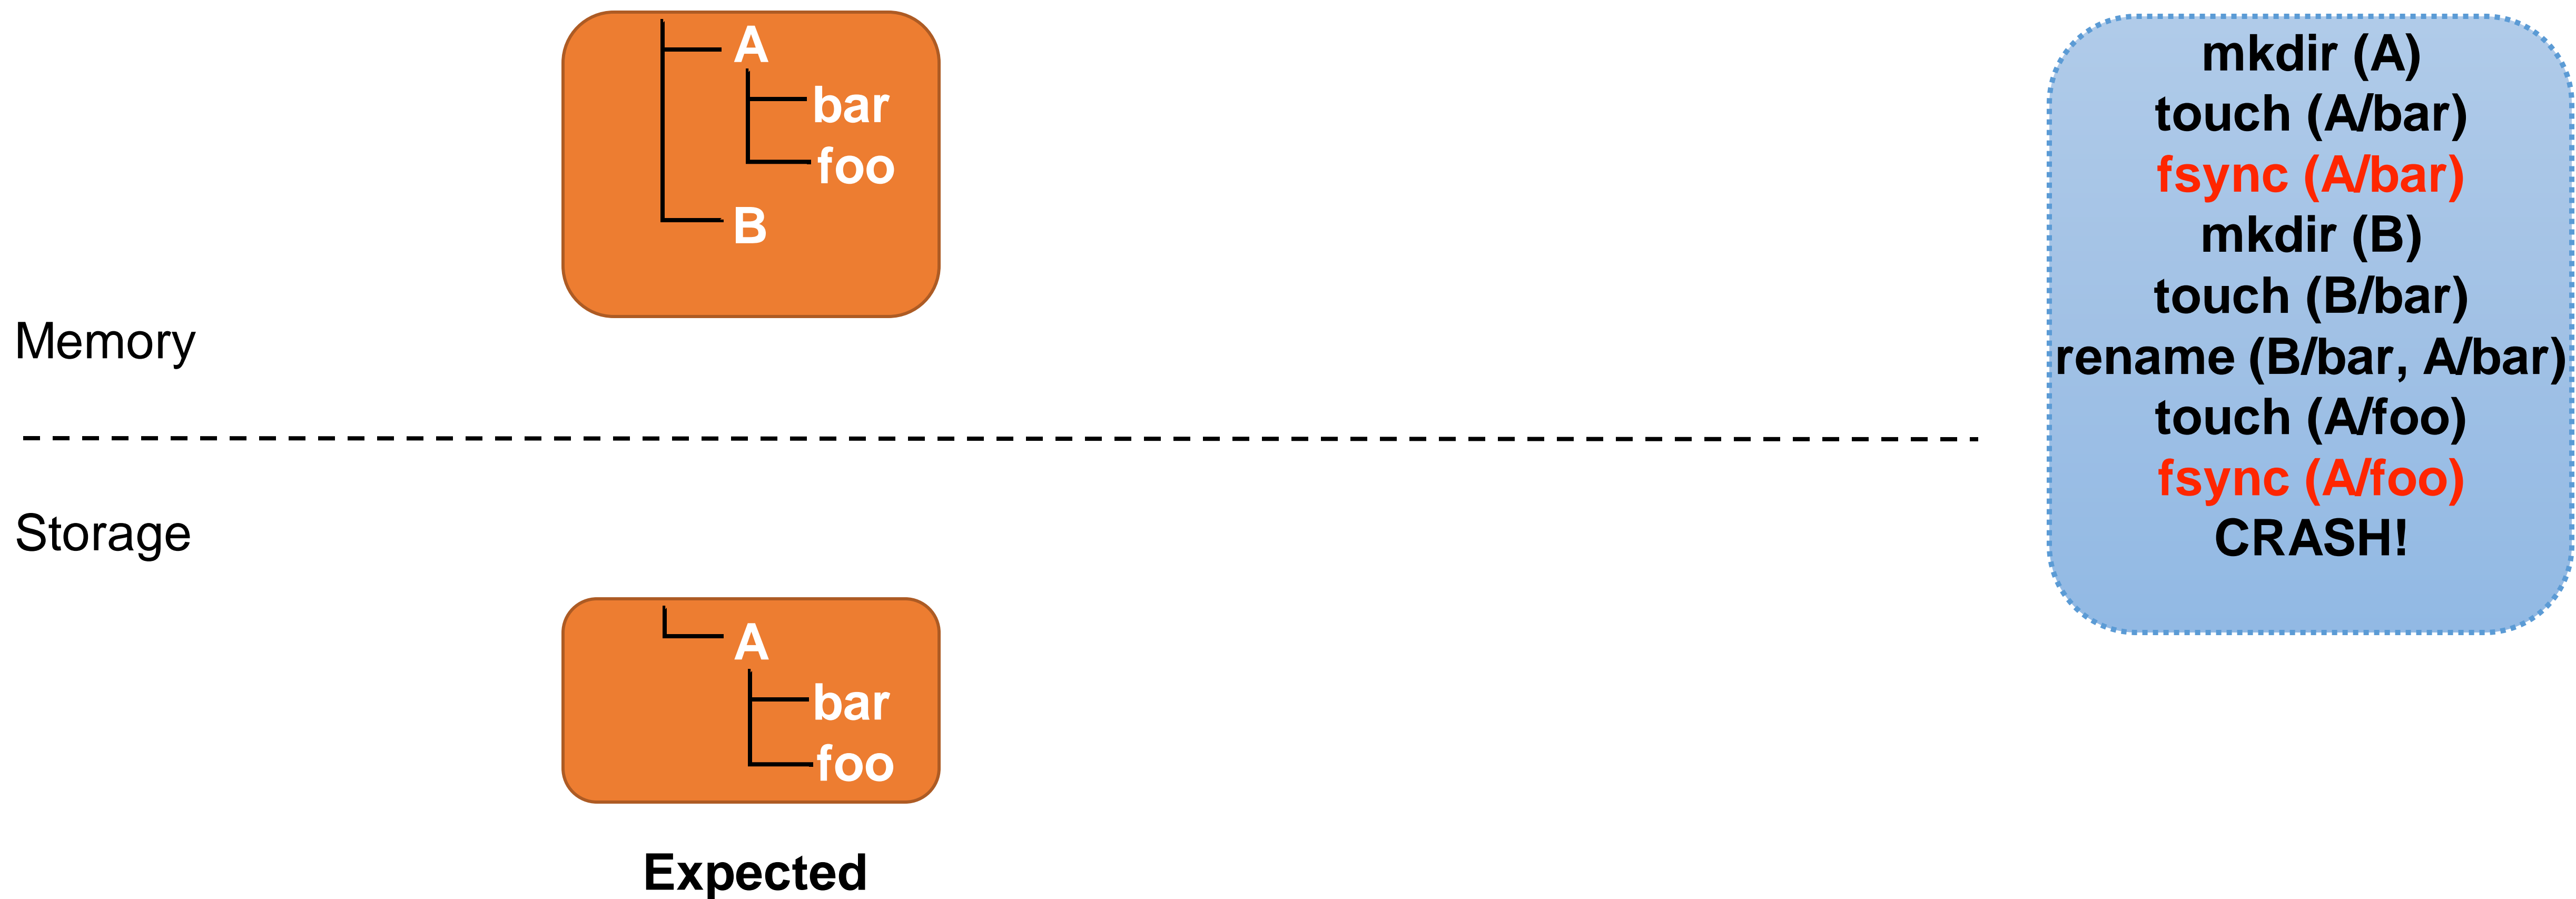 A
bar
foo
B
Memory
Storage
A
bar
foo
Expected
mkdir (A)
touch (A/bar)
fsync (A/bar)
mkdir (B)
touch (B/bar)
rename (B/bar, A/bar)
touch (A/foo)
fsync (A/foo)
CRASH!